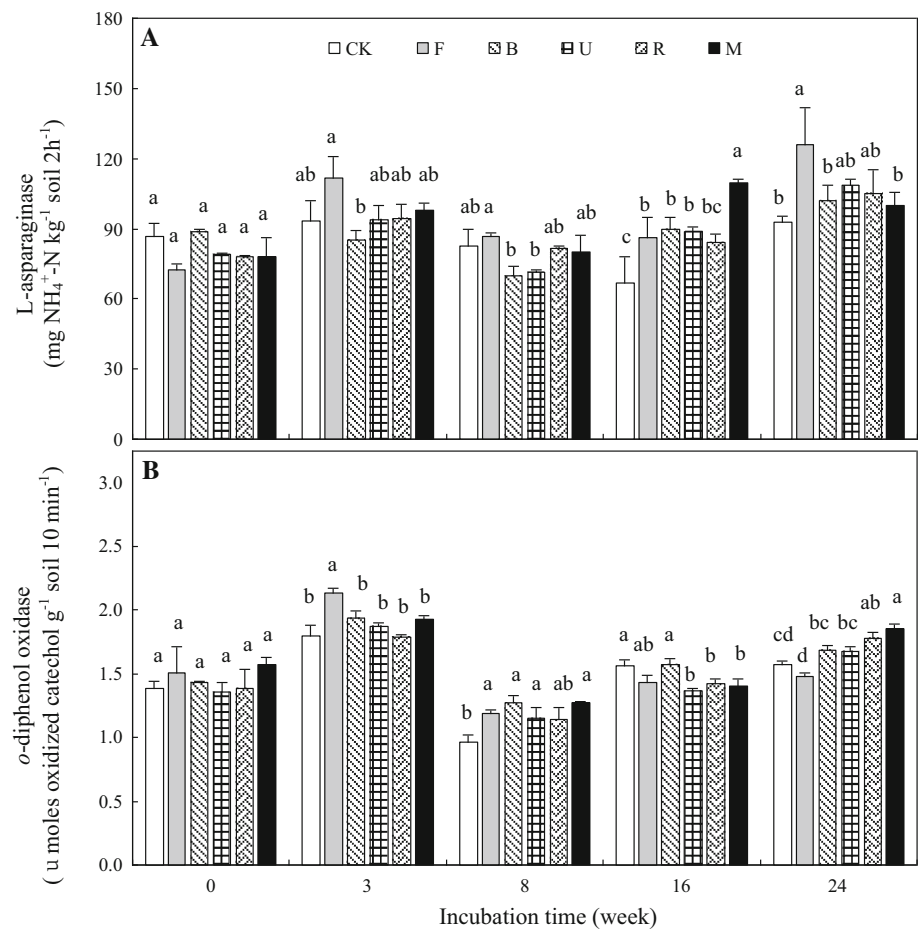 A
CK F B U R M
180
150
120
90
60
30
0
L-asparaginase
(mg NH₄⁺-N kg⁻¹ soil 2h⁻¹)
a a a a a a
ab a b ab ab ab
ab a b b ab ab
c b b b bc a
b a b ab ab b
B
3.0
2.5
2.0
1.5
1.0
0.5
0.0
o-diphenol oxidase
( u moles oxidized catechol g⁻¹ soil 10 min⁻¹)
a a a a a a
b a b b b b
b a a a ab a
a ab a b b b
cd d bc bc ab a
0 3 8 16 24
Incubation time (week)